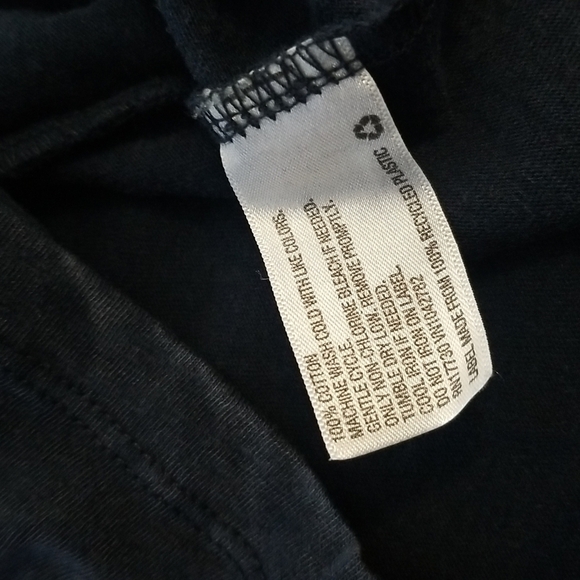 100% COTTON
MACHINE WASH COLD WITH LIKE COLORS,
GENTLE CYCLE.
ONLY NON-CHLORINE BLEACH IF NEEDED.
TUMBLE DRY LOW. REMOVE PROMPTLY.
COOL IRON IF NEEDED.
DO NOT IRON ON LABEL.
RN17730 VN1042782
LABEL MADE FROM 100% RECYCLED PLASTIC